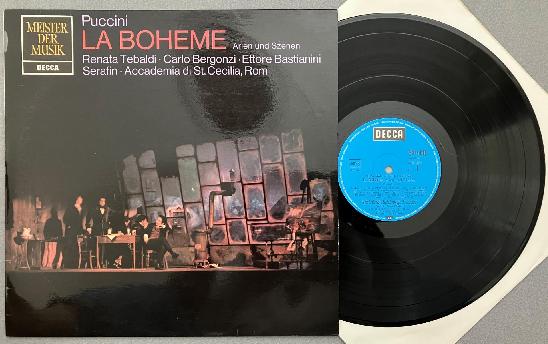 MEISTER
DER
MUSIK
DECCA
Puccini
LA BOHEME Arien und Szenen
Renata Tebaldi · Carlo Bergonzi · Ettore Bastianini
Serafin · Accademia di St. Cecilia, Rom
DECCA